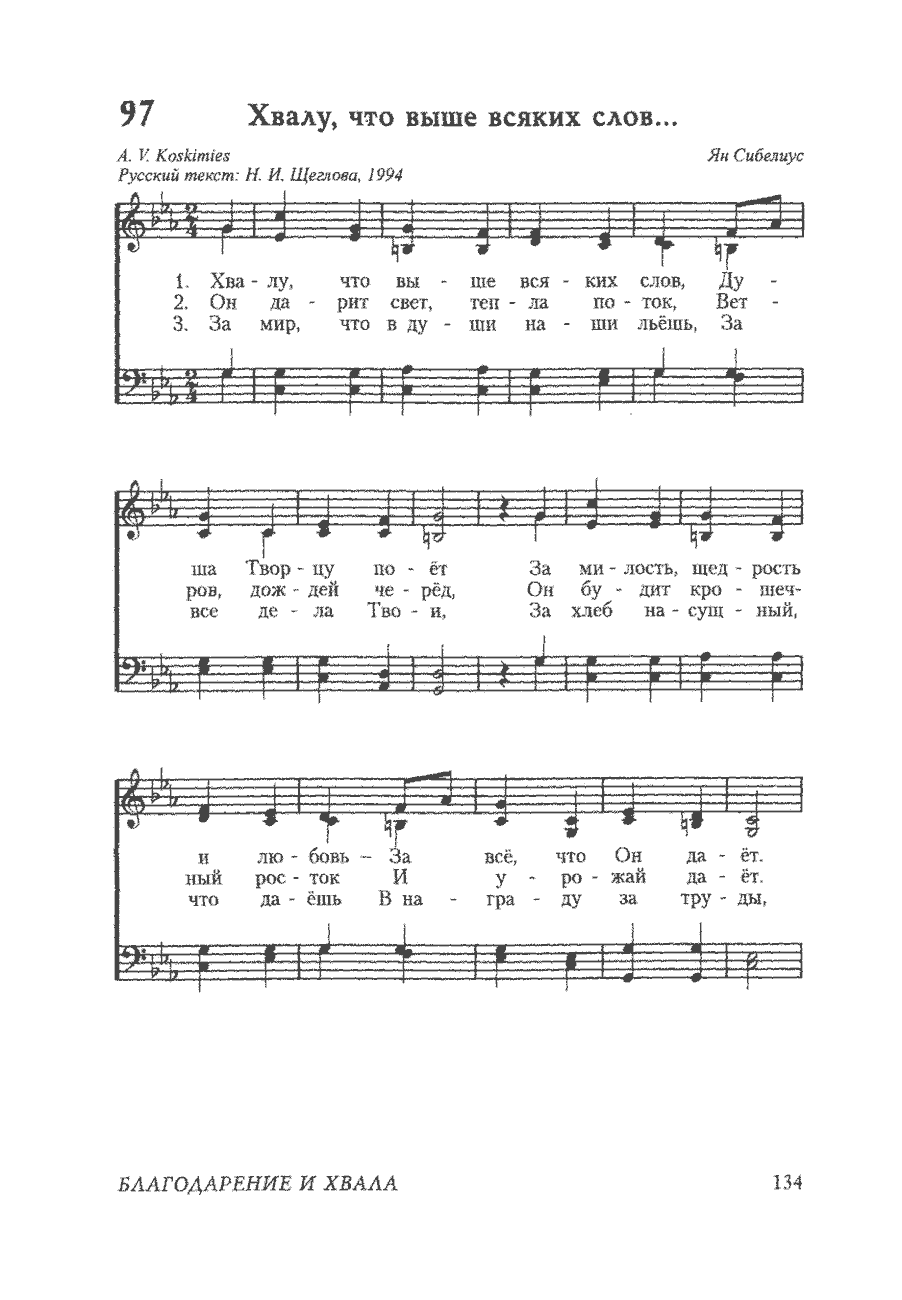 97 Хвалу, что выше всяких слов...
A. V. Koskimies Ян Сибелиус
Русский текст: Н. И. Щеглова, 1994
1. Хва - лу, что вы - ше вся - ких слов, Ду -
2. Он да - рит свет, теп - ла по - ток, Вет -
3. За мир, что в ду - ши на - ши льёшь, За
ша Твор - цу по - ёт За ми - лость, щед - рость
ров, дож - дей че - рёд, Он бу - дит кро - шеч-
все де - ла Тво - и, За хлеб на - сущ - ный,
и лю - бовь – За всё, что Он да - ёт.
ный рос - ток И у - ро - жай да - ёт.
что да - ёшь В на - гра - ду за тру - ды,
БЛАГОДАРЕНИЕ И ХВАЛА 134